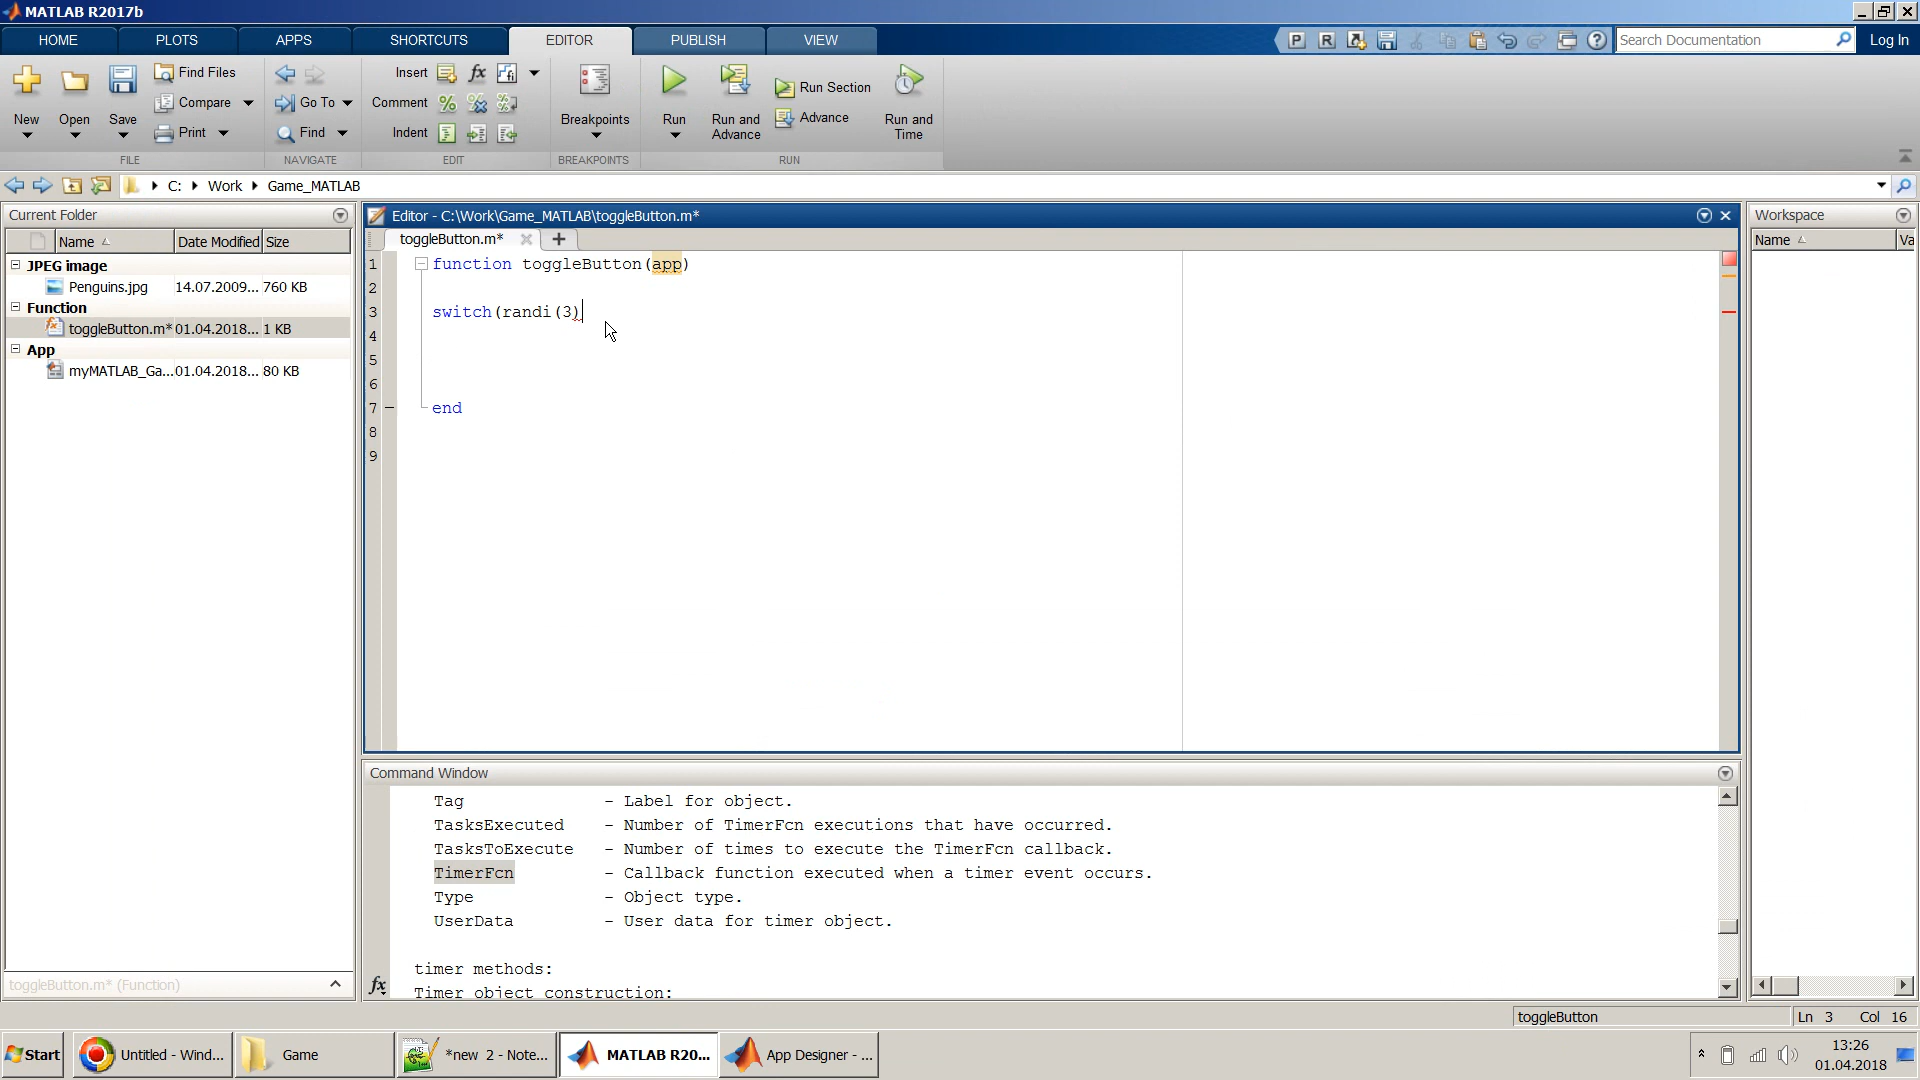 MATLAB R2017b
HOME PLOTS APPS SHORTCUTS EDITOR PUBLISH VIEW
Search Documentation Log In
New Open Save
Find Files
Compare
Print
Go To
Find
Insert fx
Comment
Indent
Breakpoints
Run
Run and Advance
Run Section
Advance
Run and Time
FILE NAVIGATE EDIT BREAKPOINTS RUN
C: Work Game_MATLAB
Current Folder
Name Date Modified Size
JPEG image
Penguins.jpg 14.07.2009... 760 KB
Function
toggleButton.m* 01.04.2018... 1 KB
App
myMATLAB_Ga... 01.04.2018... 80 KB
toggleButton.m* (Function)
Editor - C:\Work\Game_MATLAB\toggleButton.m*
toggleButton.m*
1 function toggleButton(app)
2
3 switch(randi(3)
4
5
6
7 end
8
9
Command Window
Tag - Label for object.
TasksExecuted - Number of TimerFcn executions that have occurred.
TasksToExecute - Number of times to execute the TimerFcn callback.
TimerFcn - Callback function executed when a timer event occurs.
Type - Object type.
UserData - User data for timer object.
timer methods:
Timer object construction:
fx
Workspace
Name Va
toggleButton Ln 3 Col 16
Start Untitled - Wind... Game *new 2 - Note... MATLAB R20... App Designer - ...
13:26
01.04.2018